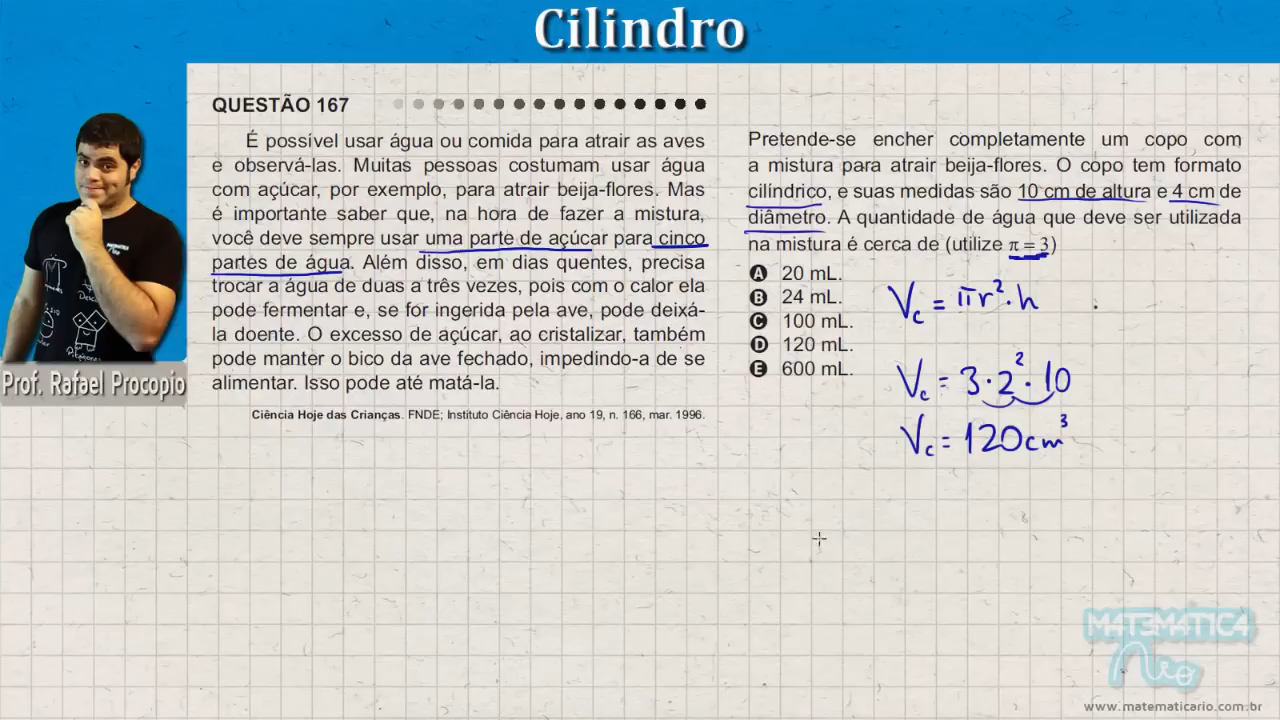 Cilindro
QUESTÃO 167
É possível usar água ou comida para atrair as aves
e observá-las. Muitas pessoas costumam usar água
com açúcar, por exemplo, para atrair beija-flores. Mas
é importante saber que, na hora de fazer a mistura,
você deve sempre usar uma parte de açúcar para cinco
partes de água. Além disso, em dias quentes, precisa
trocar a água de duas a três vezes, pois com o calor ela
pode fermentar e, se for ingerida pela ave, pode deixá-
la doente. O excesso de açúcar, ao cristalizar, também
pode manter o bico da ave fechado, impedindo-a de se
alimentar. Isso pode até matá-la.
Ciência Hoje das Crianças. FNDE; Instituto Ciência Hoje, ano 19, n. 166, mar. 1996.
Pretende-se encher completamente um copo com
a mistura para atrair beija-flores. O copo tem formato
cilíndrico, e suas medidas são 10 cm de altura e 4 cm de
diâmetro. A quantidade de água que deve ser utilizada
na mistura é cerca de (utilize π = 3)
A 20 mL.
B 24 mL.
C 100 mL.
D 120 mL.
E 600 mL.
Vc = πr²·h
Vc = 3·2²·10
Vc = 120cm³
Prof. Rafael Procopio
MAT3MÁT1C4
Rio
www.matematicario.com.br